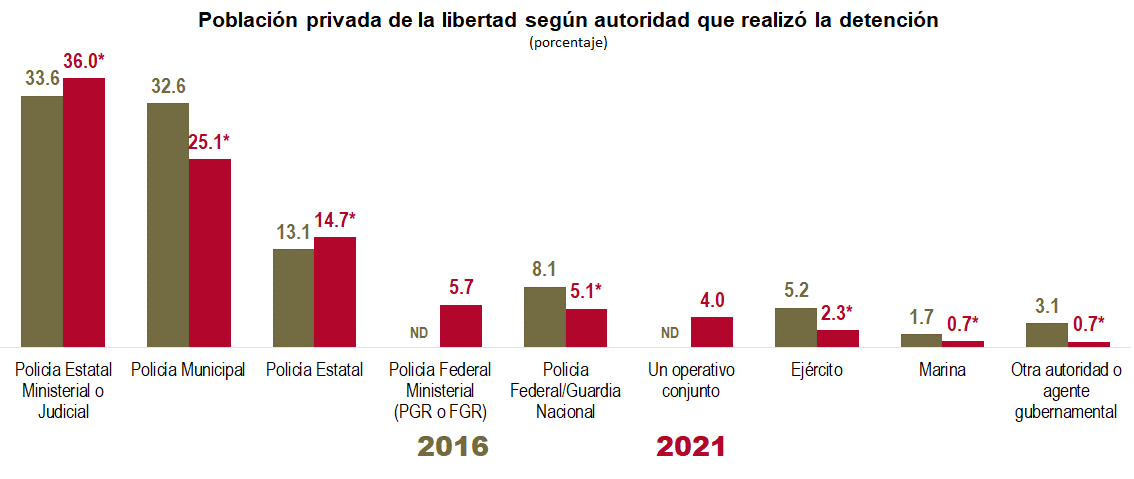 Población privada de la libertad según autoridad que realizó la detención
(porcentaje)
33.6
36.0*
32.6
25.1*
13.1
14.7*
ND
5.7
8.1
5.1*
ND
4.0
5.2
2.3*
1.7
0.7*
3.1
0.7*
Policía Estatal
Ministerial o
Judicial
Policía Municipal
Policía Estatal
Policía Federal
Ministerial
(PGR o FGR)
Policía
Federal/Guardia
Nacional
Un operativo
conjunto
Ejército
Marina
Otra autoridad o
agente
gubernamental
2016
2021